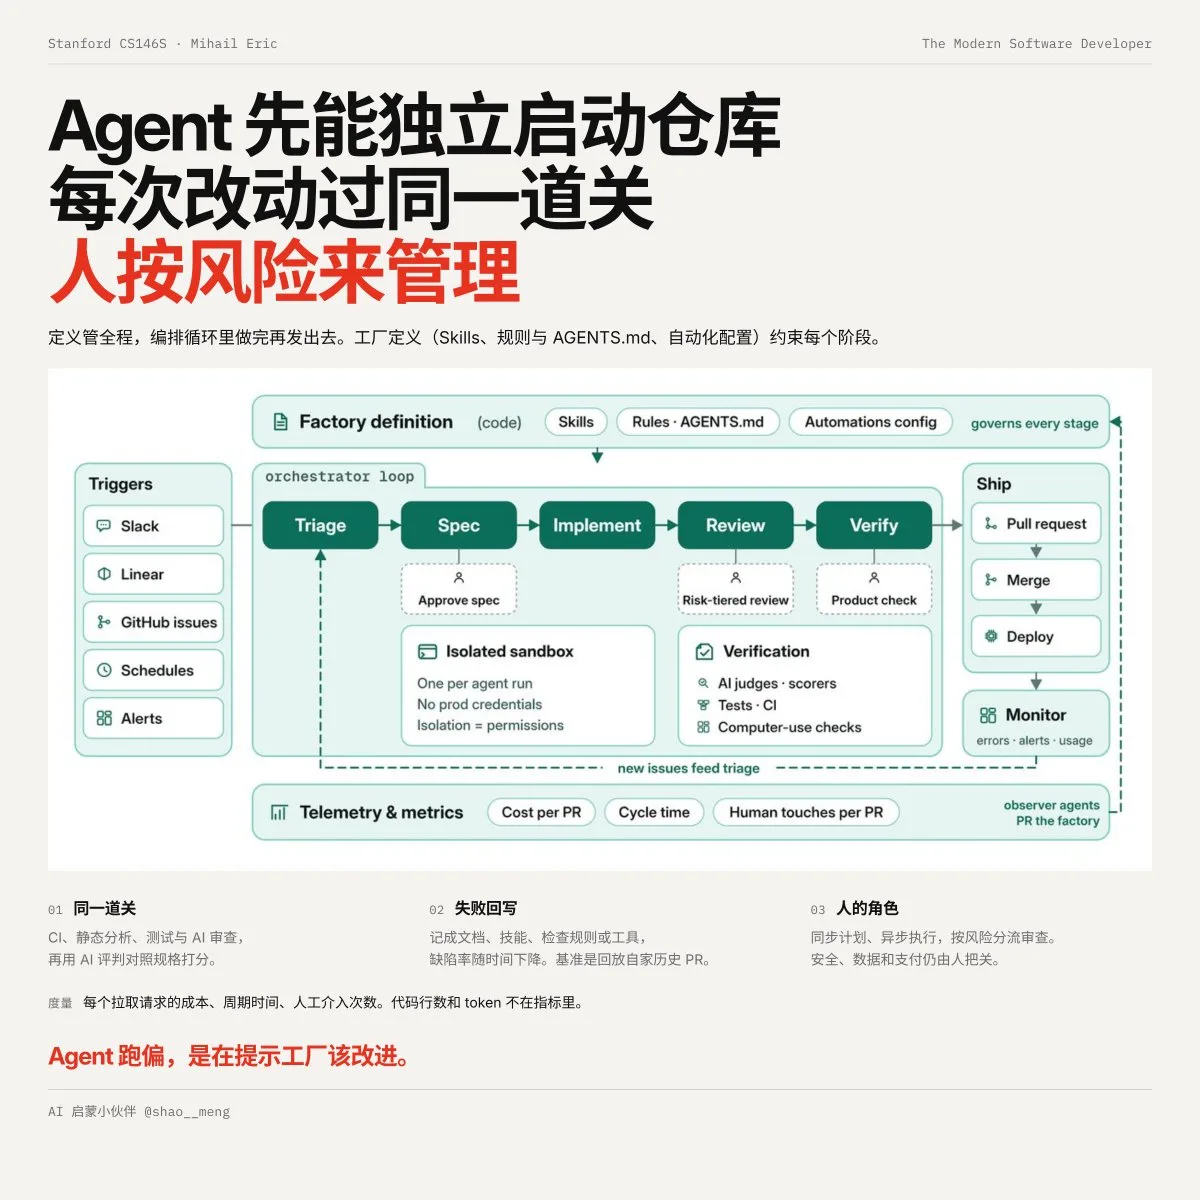 Stanford CS146S · Mihail Eric
The Modern Software Developer
Agent 先能独立启动仓库
每次改动过同一道关
人按风险来管理
定义管全程，编排循环里做完再发出去。工厂定义（Skills、规则与 AGENTS.md、自动化配置）约束每个阶段。
Factory definition (code) Skills Rules · AGENTS.md Automations config governs every stage
Triggers
Slack
Linear
GitHub issues
Schedules
Alerts
orchestrator loop
Triage Spec Implement Review Verify
Approve spec Risk-tiered review Product check
Isolated sandbox
One per agent run
No prod credentials
Isolation = permissions
Verification
AI judges · scorers
Tests · CI
Computer-use checks
Ship
Pull request
Merge
Deploy
Monitor
errors · alerts · usage
new issues feed triage
Telemetry & metrics Cost per PR Cycle time Human touches per PR
observer agents
PR the factory
01 同一道关
CI、静态分析、测试与 AI 审查，
再用 AI 评判对照规格打分。
02 失败回写
记成文档、技能、检查规则或工具，
缺陷率随时间下降。基准是回放自家历史 PR。
03 人的角色
同步计划、异步执行，按风险分流审查。
安全、数据和支付仍由人把关。
度量 每个拉取请求的成本、周期时间、人工介入次数。代码行数和 token 不在指标里。
Agent 跑偏，是在提示工厂该改进。
AI 启蒙小伙伴 @shao__meng